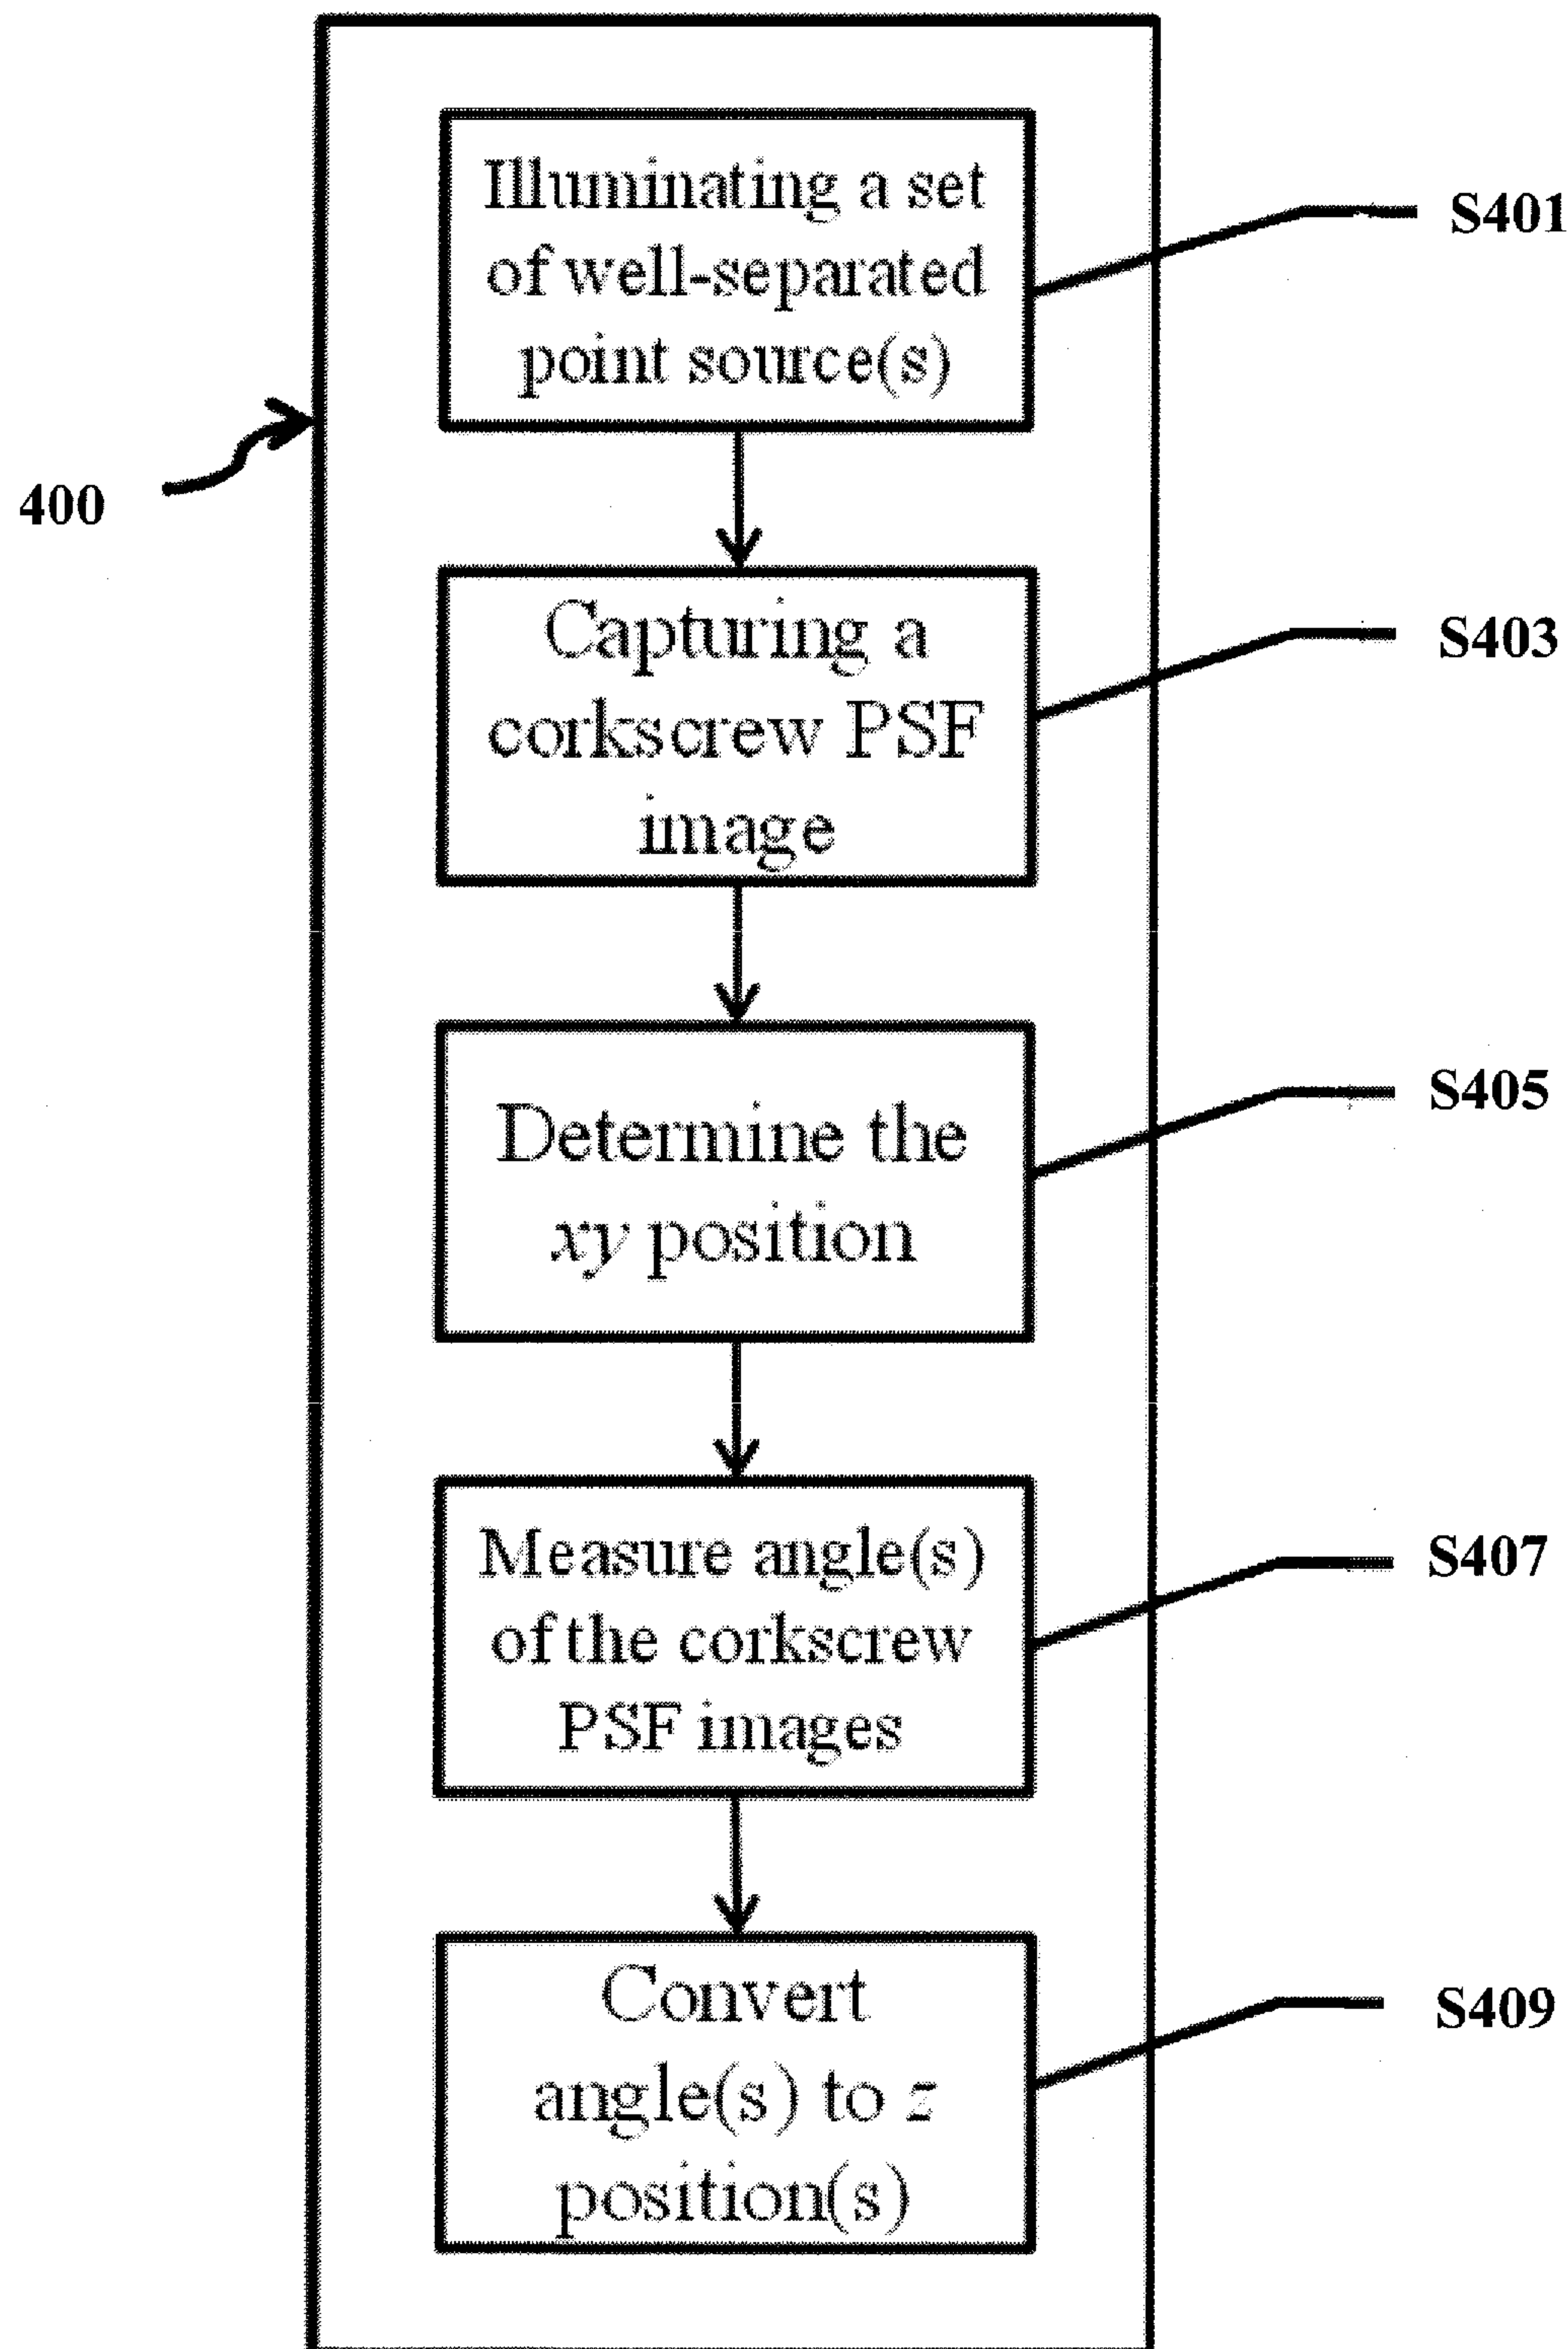 Illuminating a set
of well-separated
point source(s)
S401
400
Capturing a
corkscrew PSF
image
S403
Determine the
xy position
S405
Measure angle(s)
of the corkscrew
PSF images
S407
Convert
angle(s) to z
position(s)
S409